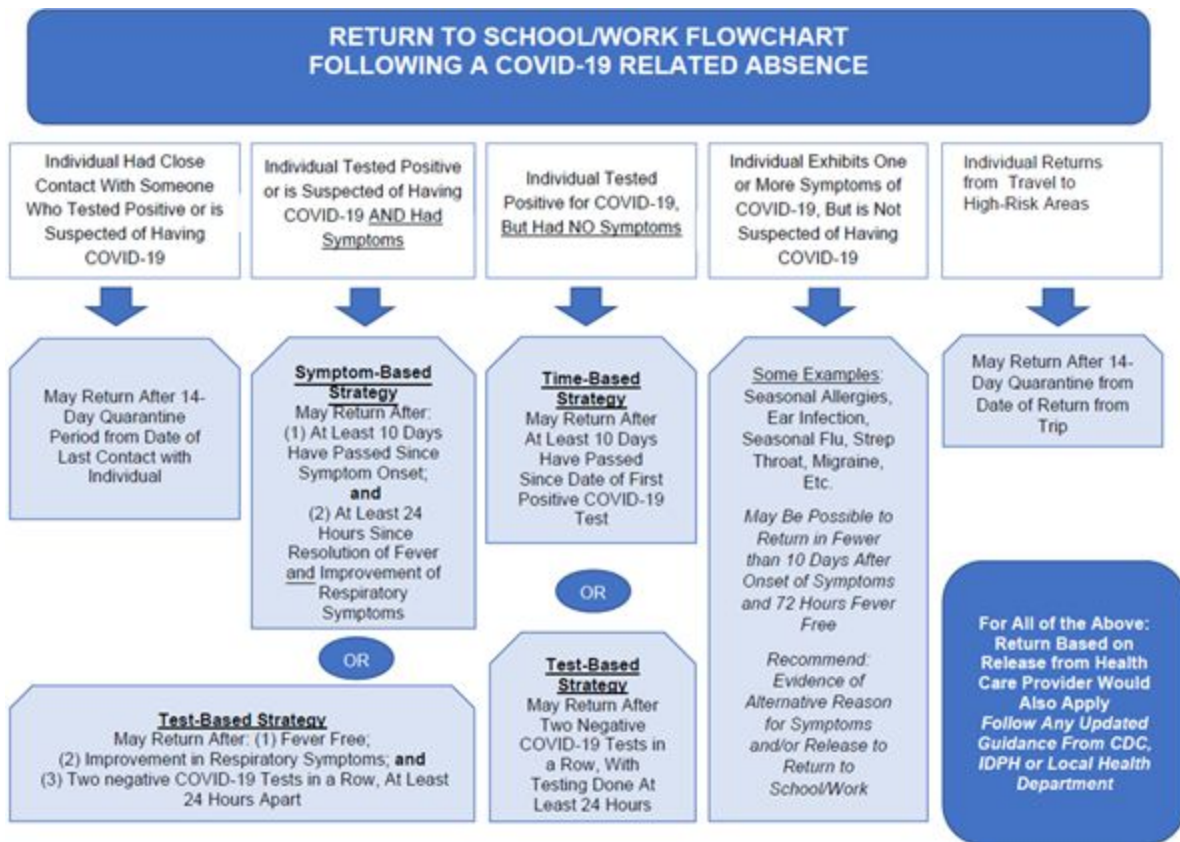 RETURN TO SCHOOL/WORK FLOWCHART
FOLLOWING A COVID-19 RELATED ABSENCE
Individual Had Close
Contact With Someone
Who Tested Positive or is
Suspected of Having
COVID-19
Individual Tested Positive
or is Suspected of Having
COVID-19 AND Had
Symptoms
Individual Tested
Positive for COVID-19,
But Had NO Symptoms
Individual Exhibits One
or More Symptoms of
COVID-19, But is Not
Suspected of Having
COVID-19
Individual Returns
from Travel to
High-Risk Areas
May Return After 14-
Day Quarantine
Period from Date of
Last Contact with
Individual
Symptom-Based
Strategy
May Return After:
(1) At Least 10 Days
Have Passed Since
Symptom Onset;
and
(2) At Least 24
Hours Since
Resolution of Fever
and Improvement of
Respiratory
Symptoms
OR
Test-Based Strategy
May Return After: (1) Fever Free;
(2) Improvement in Respiratory Symptoms; and
(3) Two negative COVID-19 Tests in a Row, At Least
24 Hours Apart
Time-Based
Strategy
May Return After
At Least 10 Days
Have Passed
Since Date of First
Positive COVID-19
Test
OR
Test-Based
Strategy
May Return After
Two Negative
COVID-19 Tests in
a Row, With
Testing Done At
Least 24 Hours
Some Examples:
Seasonal Allergies,
Ear Infection,
Seasonal Flu, Strep
Throat, Migraine,
Etc.
May Be Possible to
Return in Fewer
than 10 Days After
Onset of Symptoms
and 72 Hours Fever
Free
Recommend:
Evidence of
Alternative Reason
for Symptoms
and/or Release to
Return to
School/Work
May Return After 14-
Day Quarantine from
Date of Return from
Trip
For All of the Above:
Return Based on
Release from Health
Care Provider Would
Also Apply
Follow Any Updated
Guidance From CDC,
IDPH or Local Health
Department